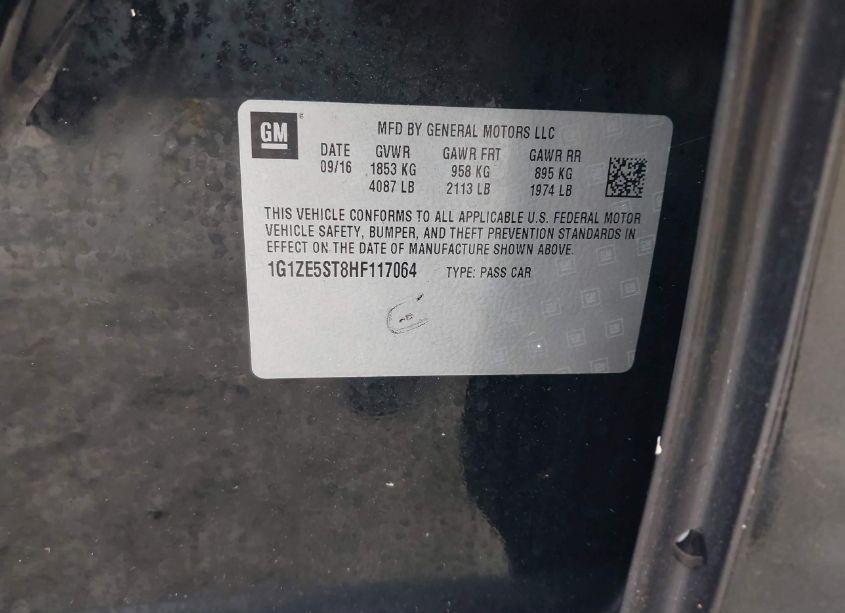 GM
MFD BY GENERAL MOTORS LLC
DATE GVWR GAWR FRT GAWR RR
09/16 1853 KG 958 KG 895 KG
4087 LB 2113 LB 1974 LB
THIS VEHICLE CONFORMS TO ALL APPLICABLE U.S. FEDERAL MOTOR
VEHICLE SAFETY, BUMPER, AND THEFT PREVENTION STANDARDS IN
EFFECT ON THE DATE OF MANUFACTURE SHOWN ABOVE.
1G1ZE5ST8HF117064 TYPE: PASS CAR